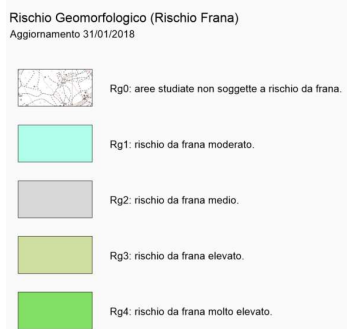 Rischio Geomorfologico (Rischio Frana)
Aggiornamento 31/01/2018
Rg0: aree studiate non soggette a rischio da frana.
Rg1: rischio da frana moderato.
Rg2: rischio da frana medio.
Rg3: rischio da frana elevato.
Rg4: rischio da frana molto elevato.